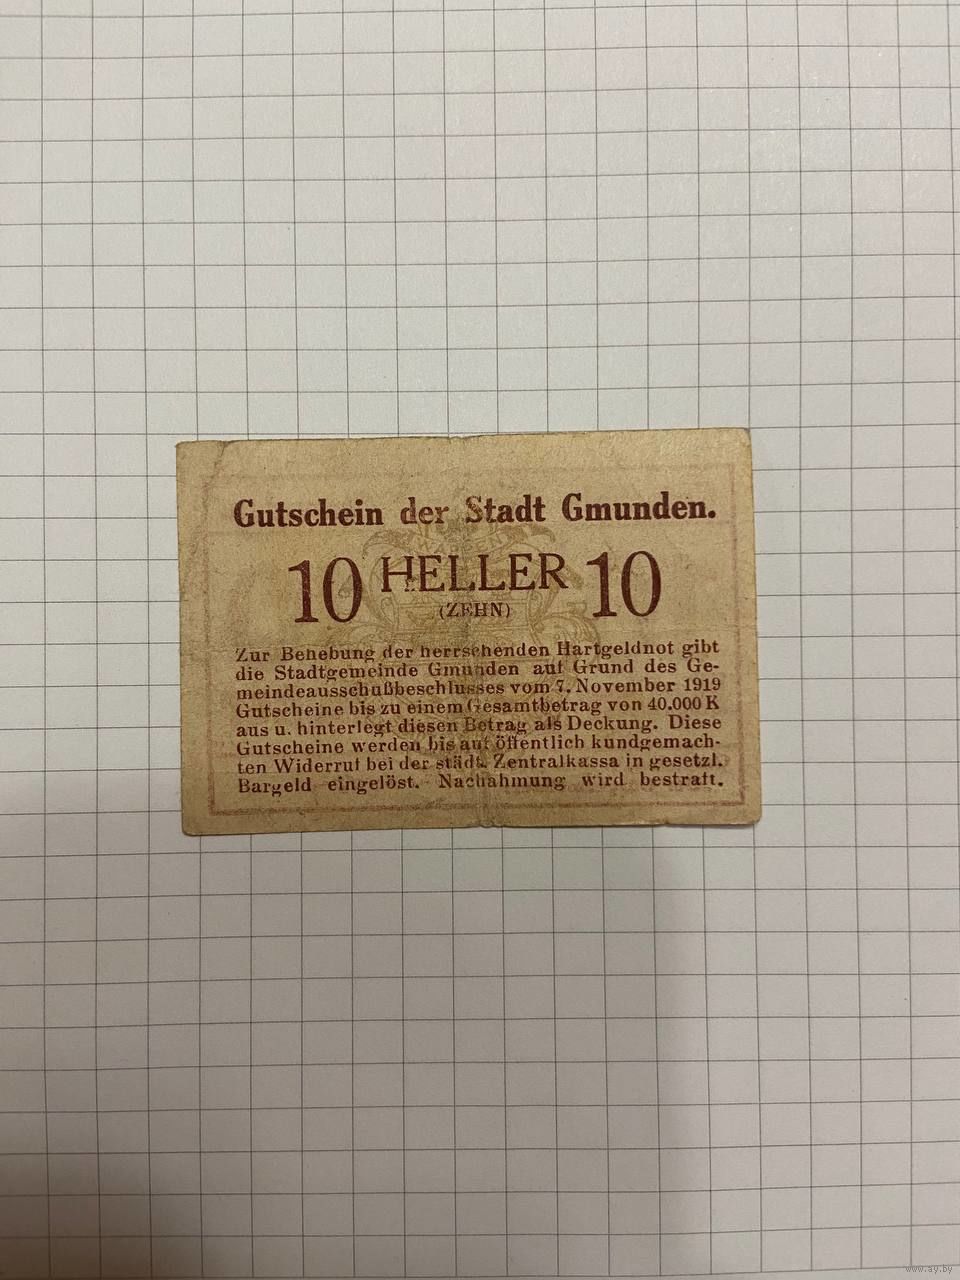 Gutschein der Stadt Gmunden.
10 HELLER 10
(ZEHN)
Zur Behebung der herrschenden Hartgeldnot gibt
die Stadtgemeinde Gmunden auf Grund des Ge-
meindeausschußbeschlusses vom 7. November 1919
Gutscheine bis zu einem Gesamtbetrag von 40.000 K
aus u. hinterlegt diesen Betrag als Deckung. Diese
Gutscheine werden bis auf öffentlich kundgemach-
ten Widerruf bei der städt. Zentralkassa in gesetzl.
Bargeld eingelöst. Nachahmung wird bestraft.
www.ay.by